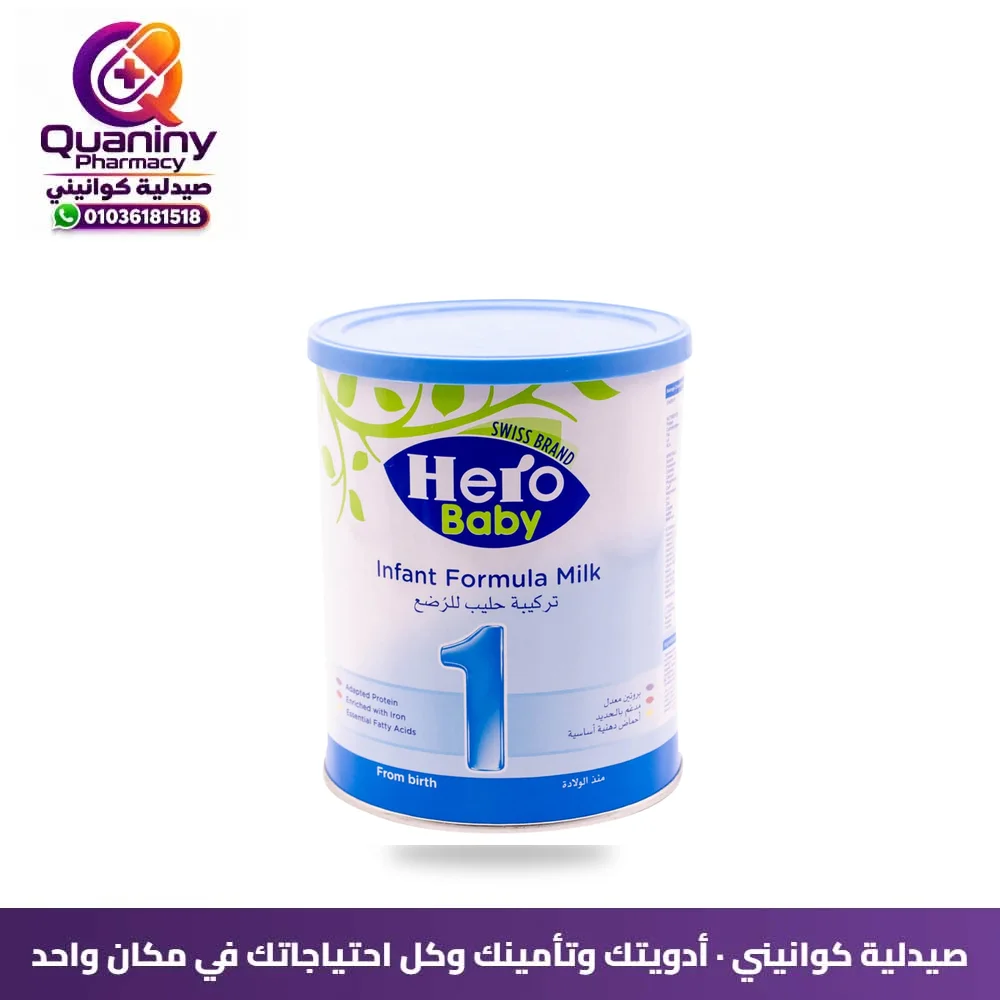 Quaniny
Pharmacy
صيدلية كوانيني
01036181518
SWISS BRAND
Hero
Baby
Infant Formula Milk
تركيبة حليب للرُضع
1
Adapted Protein
Enriched with Iron
Essential Fatty Acids
بروتين معدل
مدعم بالحديد
أحماض دهنية أساسية
From birth
منذ الولادة
صيدلية كوانيني · أدويتك وتأمينك وكل احتياجاتك في مكان واحد